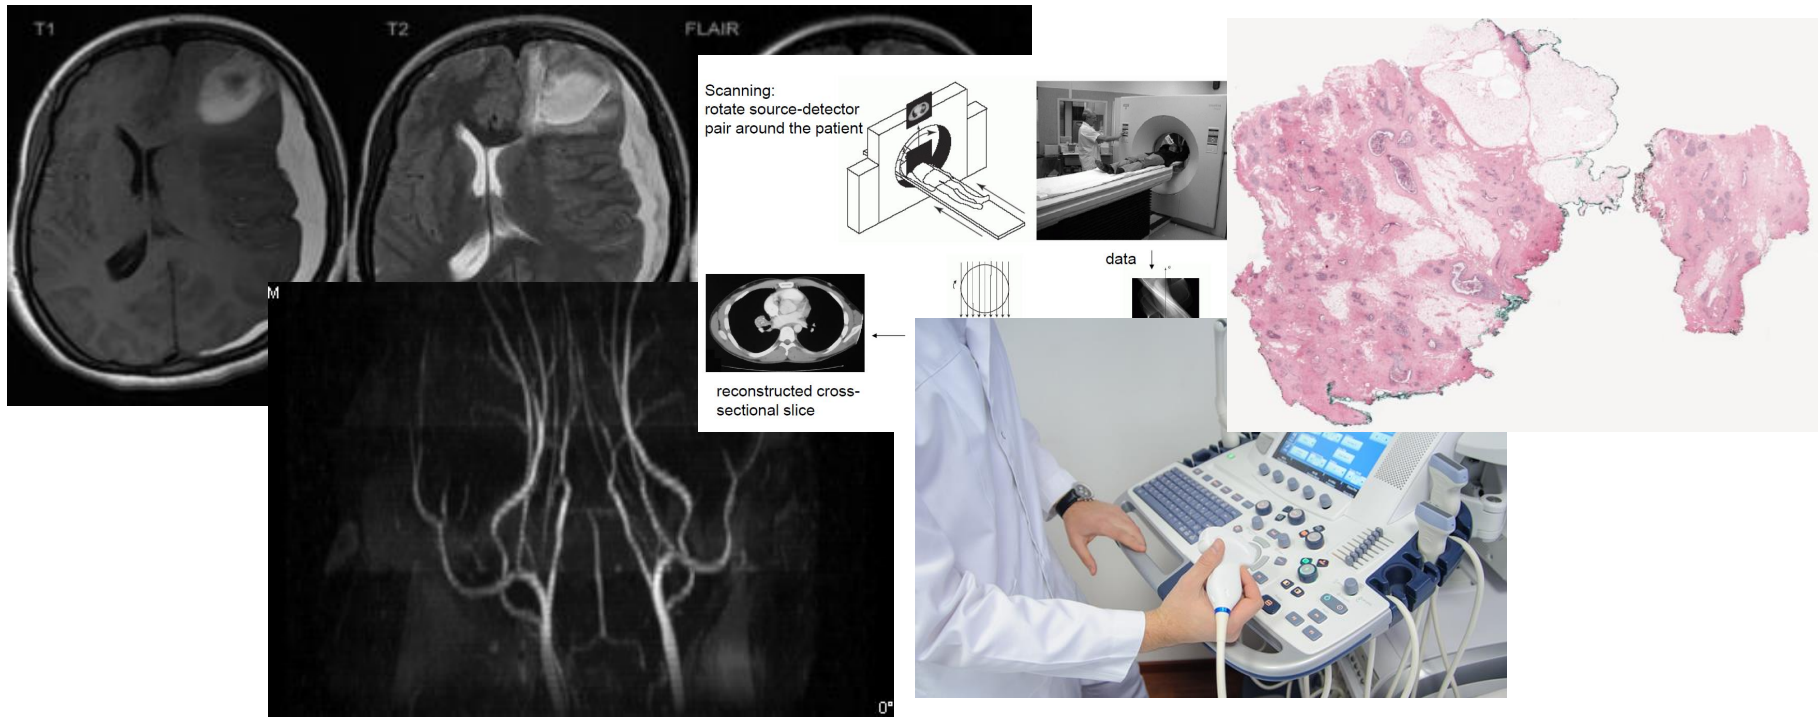 T1
T2
FLAIR
Scanning:
rotate source-detector
pair around the patient
data
M
reconstructed cross-
sectional slice
0°